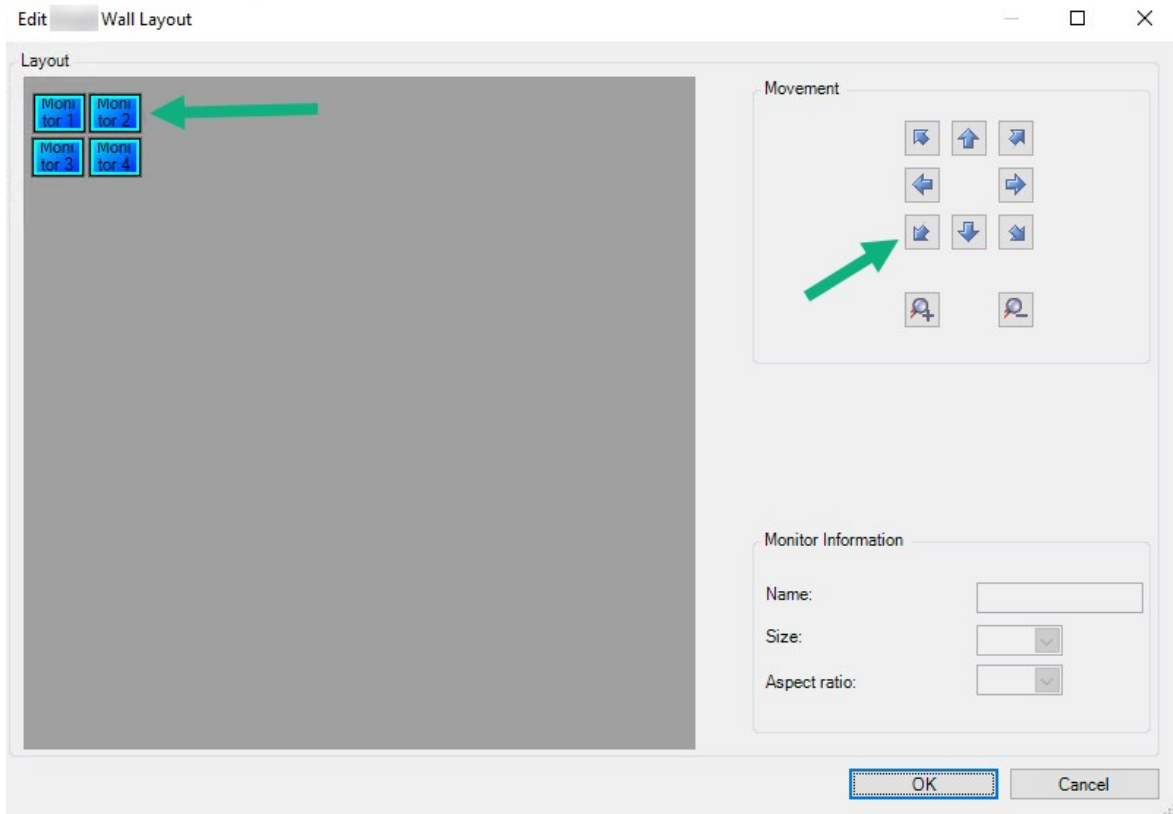 Edit Wall Layout
Layout
Moni
tor 1
Moni
tor 2
Moni
tor 3
Moni
tor 4
Movement
Monitor Information
Name:
Size:
Aspect ratio:
OK
Cancel